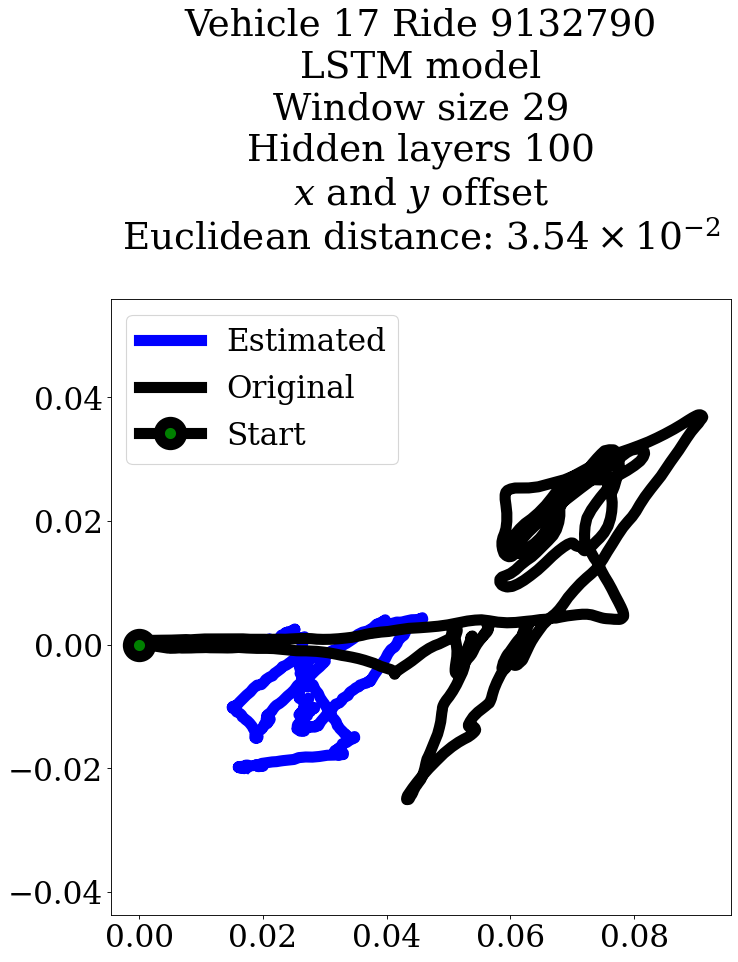 Vehicle 17 Ride 9132790
LSTM model
Window size 29
Hidden layers 100
x and y offset
Euclidean distance: 3.54 × 10⁻²
Estimated
Original
Start
0.04
0.02
0.00
−0.02
−0.04
0.00 0.02 0.04 0.06 0.08